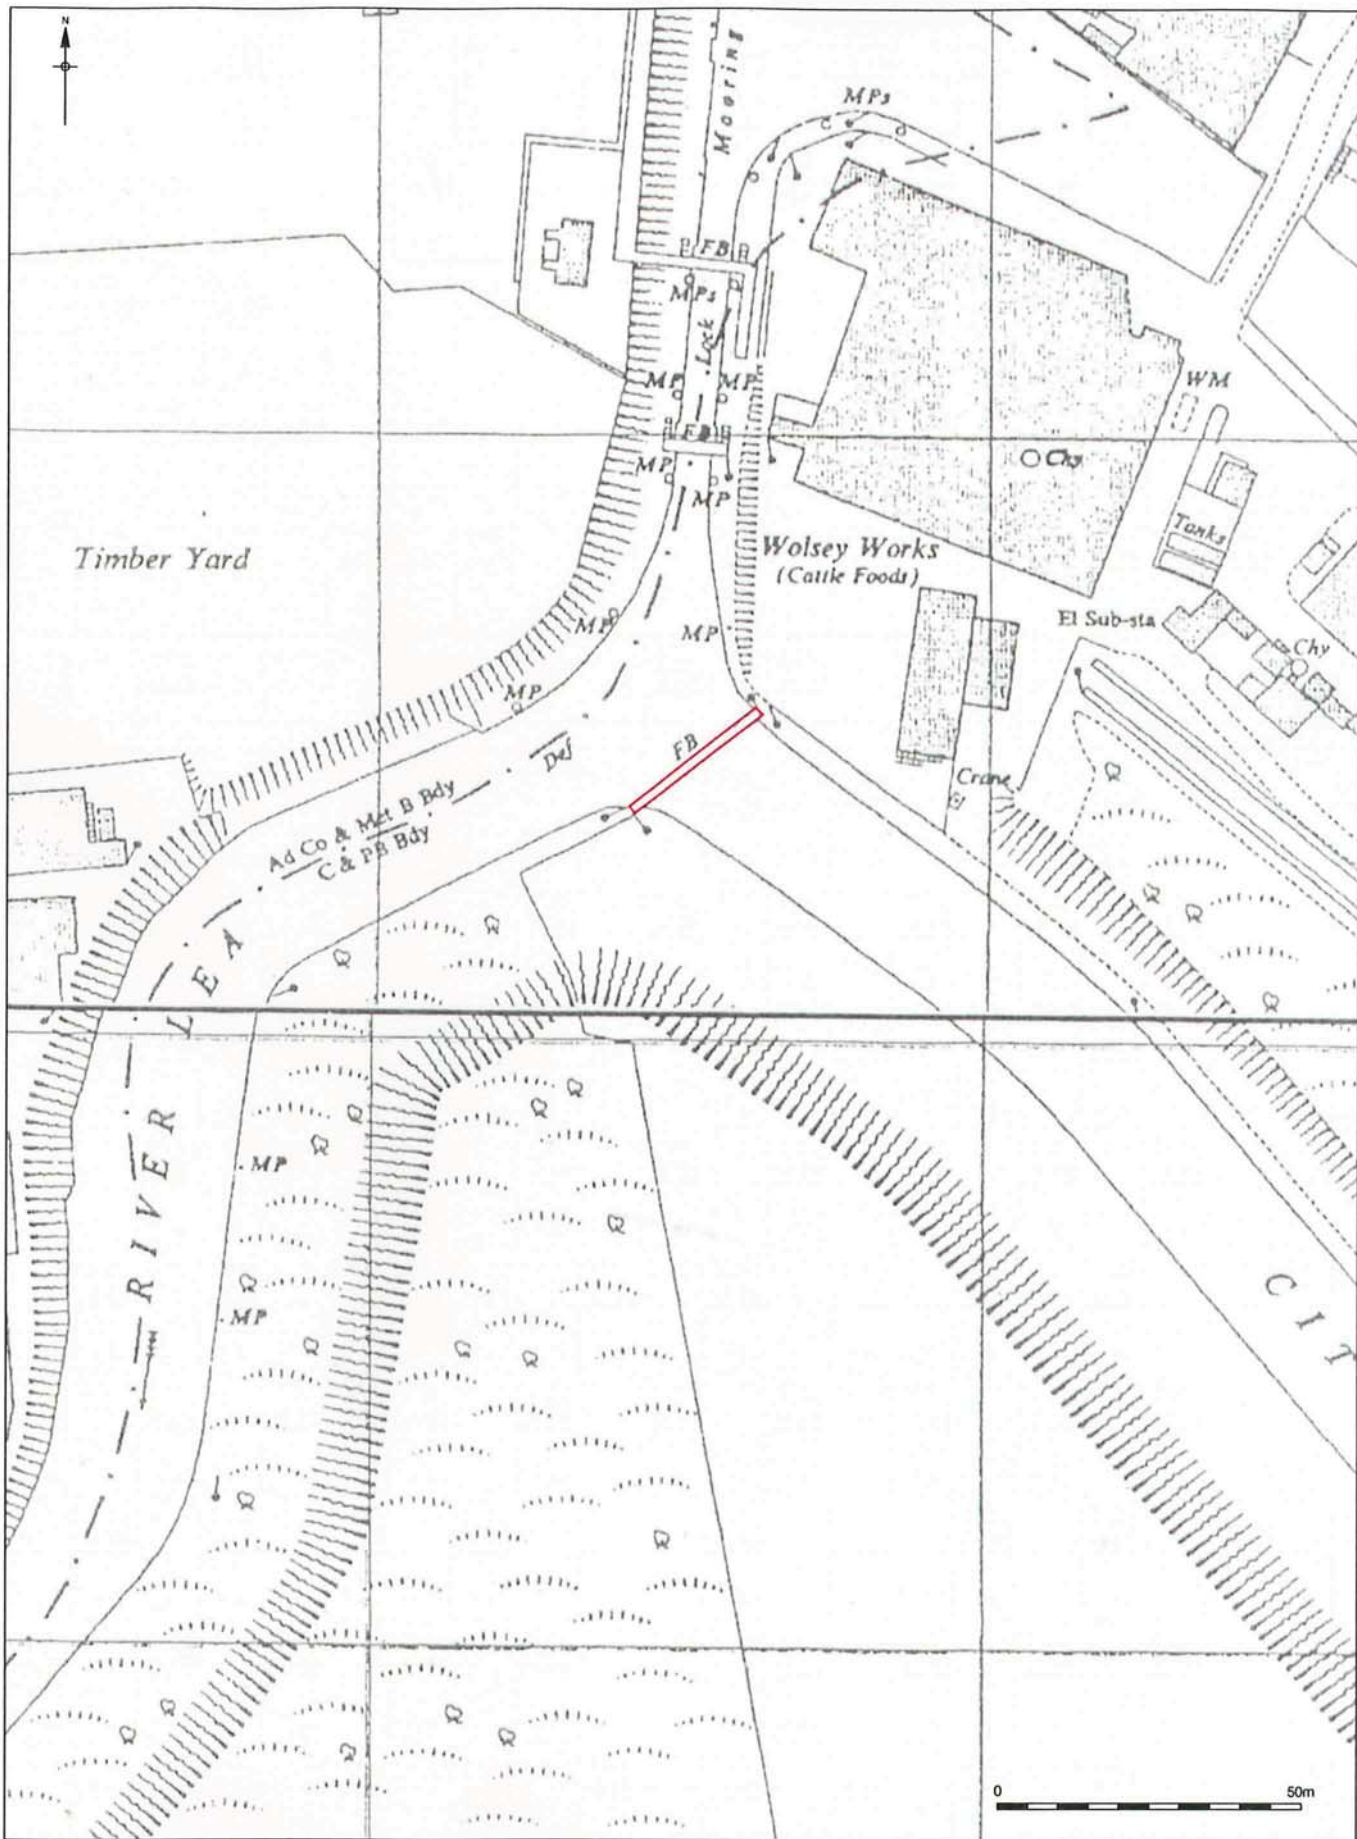 N
Mooring
MPs
FB
MPs
Lock
MP
MP
WM
FB
Chy
MP
MP
Timber Yard
Wolsey Works
(Cattle Foods)
Tanks
El Sub-sta
MP
MP
Chy
MP
FB
Def
Crane
Ad Co & Met B Bdy
C & PB Bdy
RIVER LEA
MP
MP
CIT
0 50m